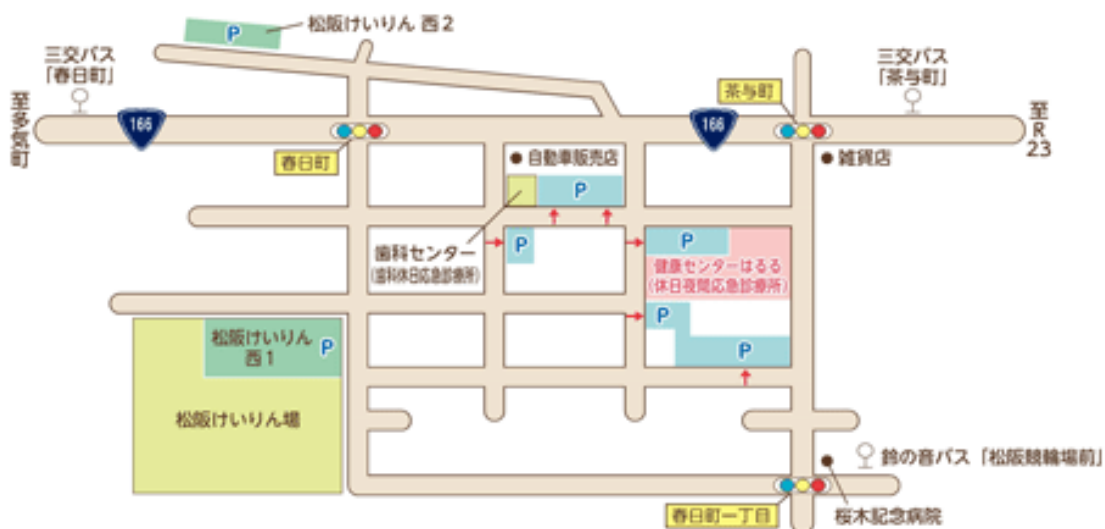 P
松阪けいりん 西2
三交バス
「春日町」
三交バス
「茶与町」
至多気町
166
茶与町
166
至R23
春日町
自動車販売店
雑貨店
P
歯科センター
(歯科休日応急診療所)
P
P
健康センターはるる
(休日夜間応急診療所)
P
松阪けいりん
西1
P
P
松阪けいりん場
鈴の音バス「松阪競輪場前」
春日町一丁目
桜木記念病院